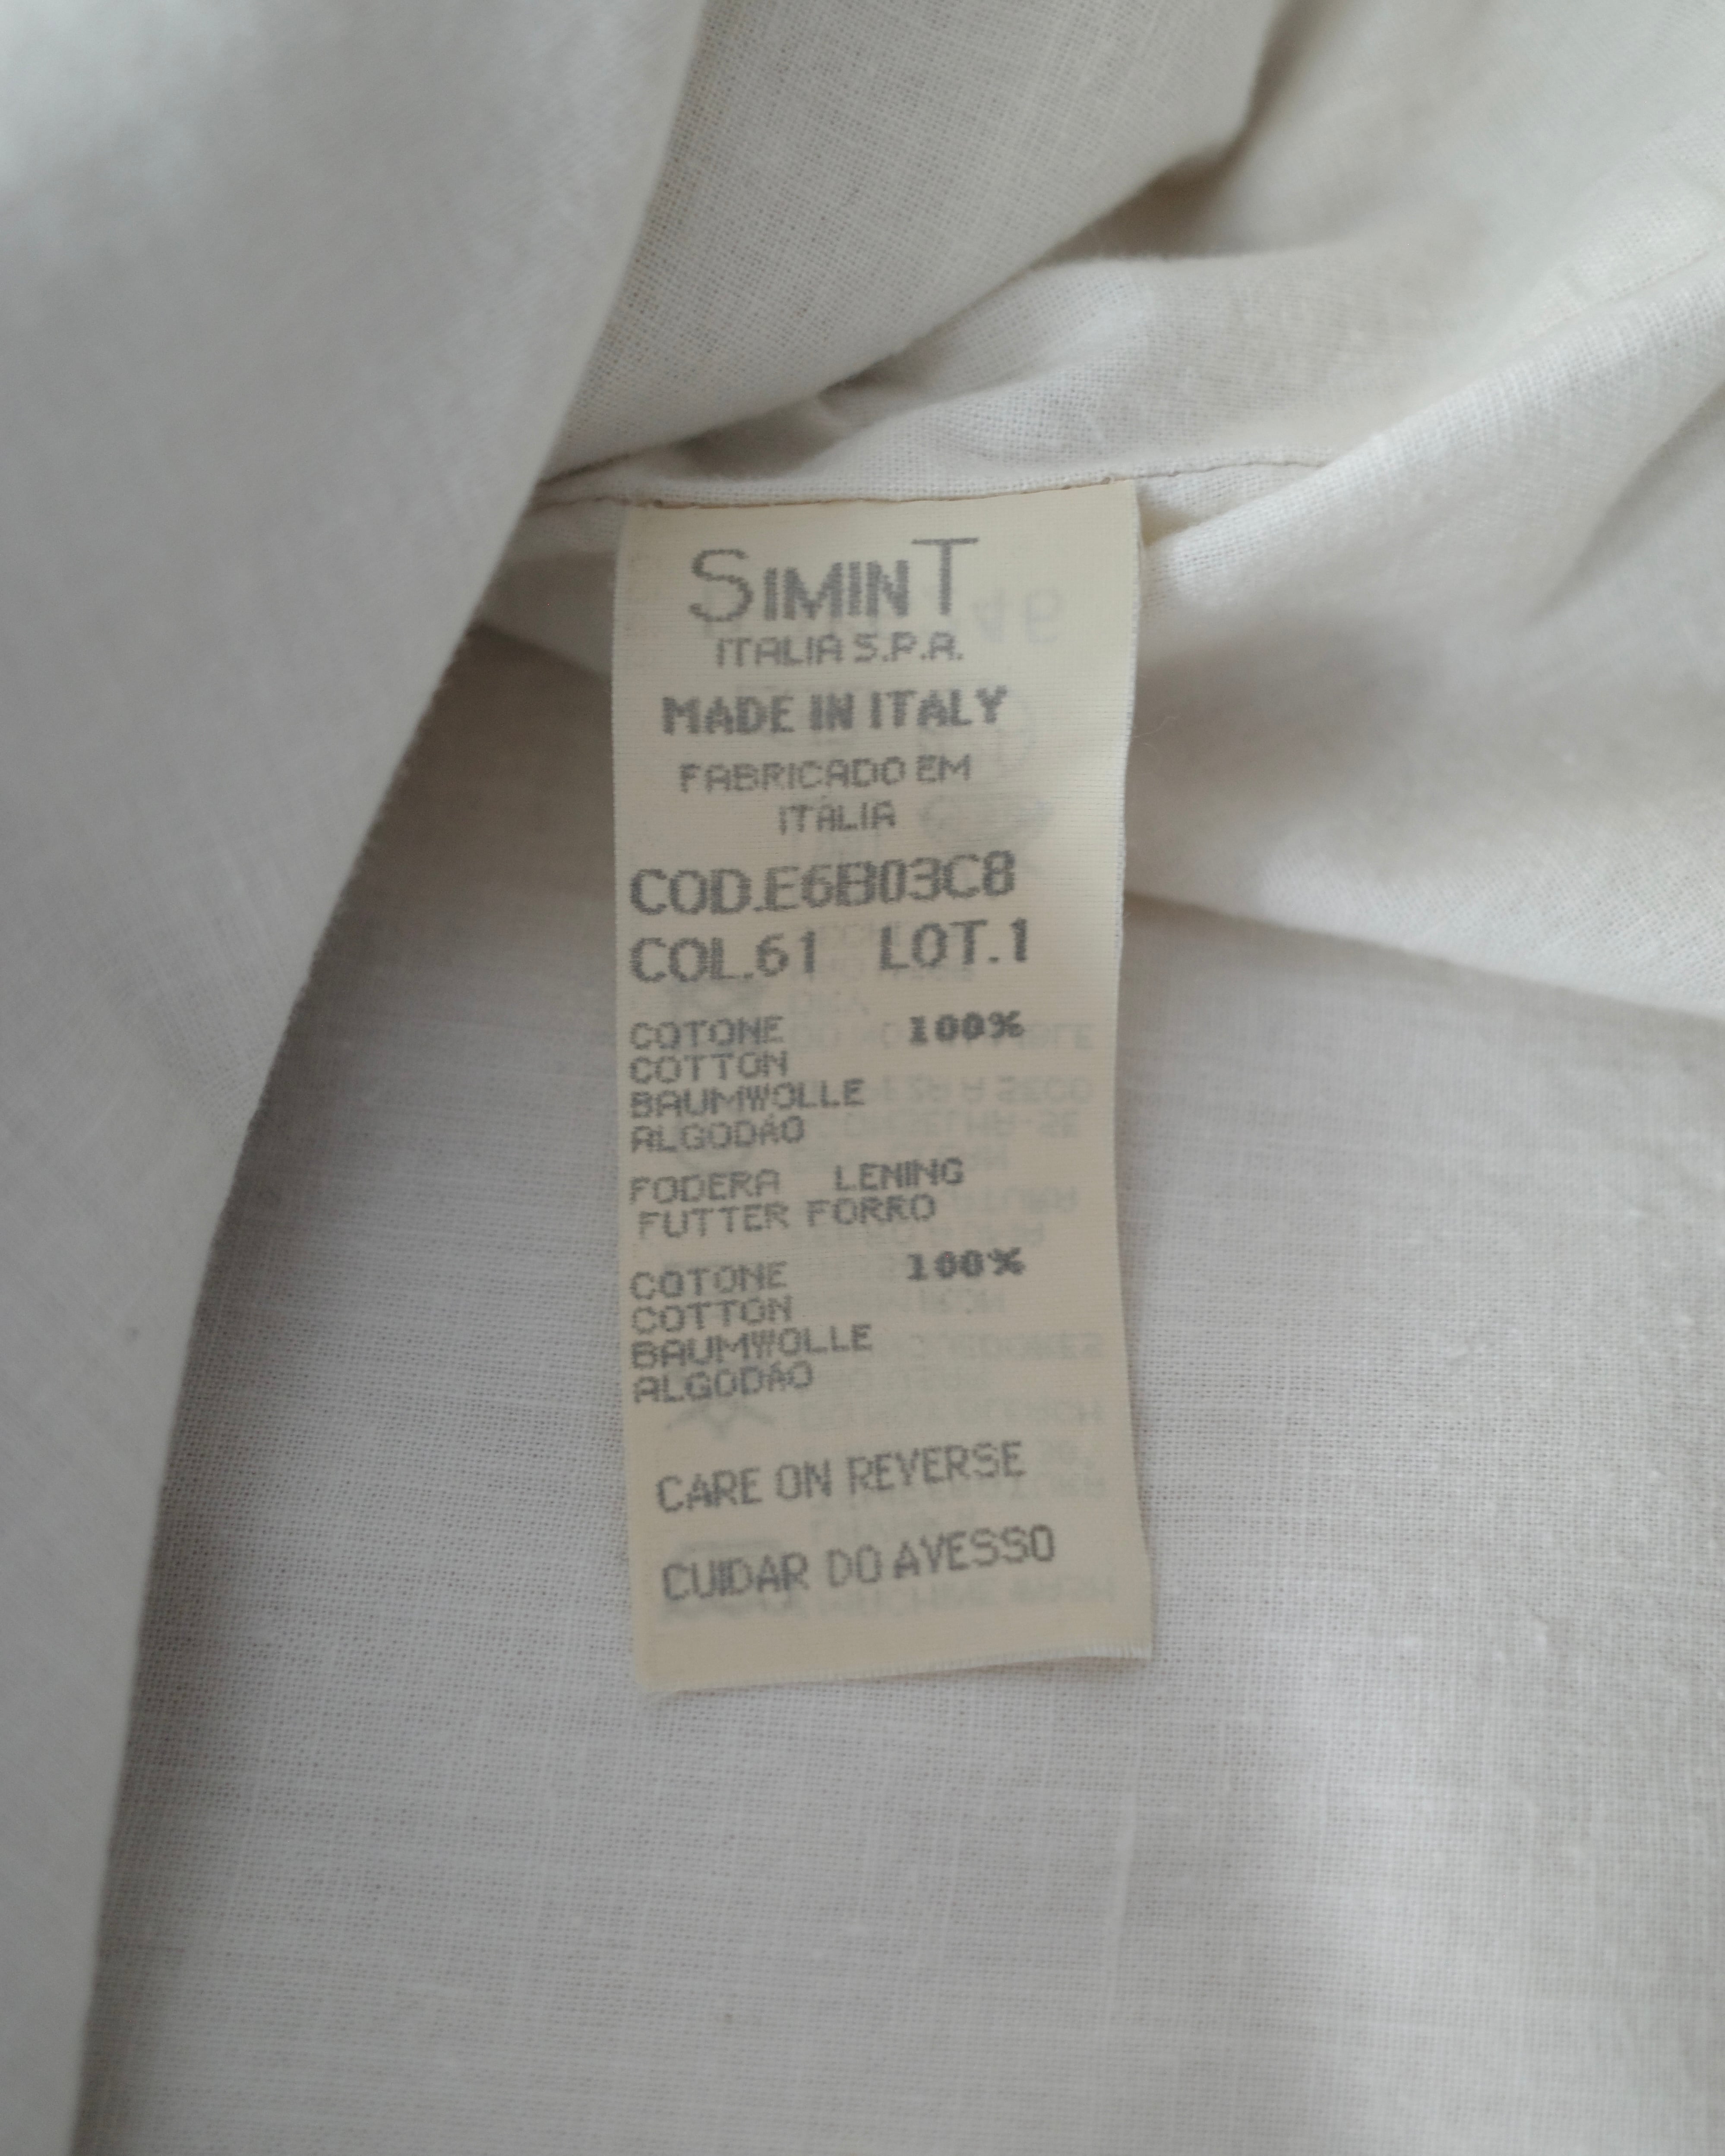 SIMINT
ITALIA S.P.A.
MADE IN ITALY
FABRICADO EM
ITÁLIA
COD.E6B03C8
COL.61 LOT.1
COTONE 100%
COTTON
BAUMWOLLE
ALGODÃO
FODERA LENING
FUTTER FORRO
COTONE 100%
COTTON
BAUMWOLLE
ALGODÃO
CARE ON REVERSE
CUIDAR DO AVESSO